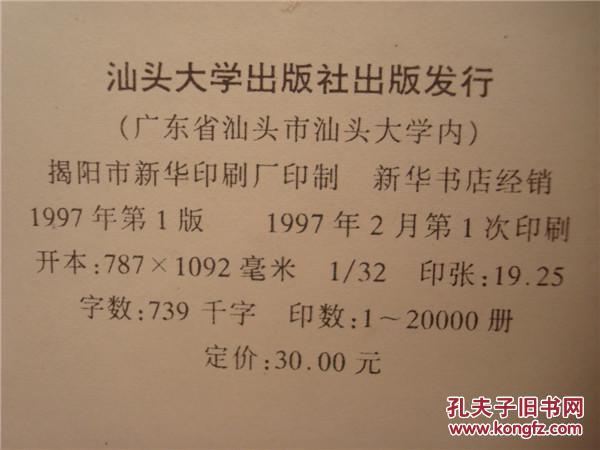 汕头大学出版社出版发行
(广东省汕头市汕头大学内)
揭阳市新华印刷厂印制 新华书店经销
1997年第1版 1997年2月第1次印刷
开本:787×1092毫米 1/32 印张:19.25
字数:739千字 印数:1~20000册
定价:30.00元
孔夫子旧书网
www.kongfz.com